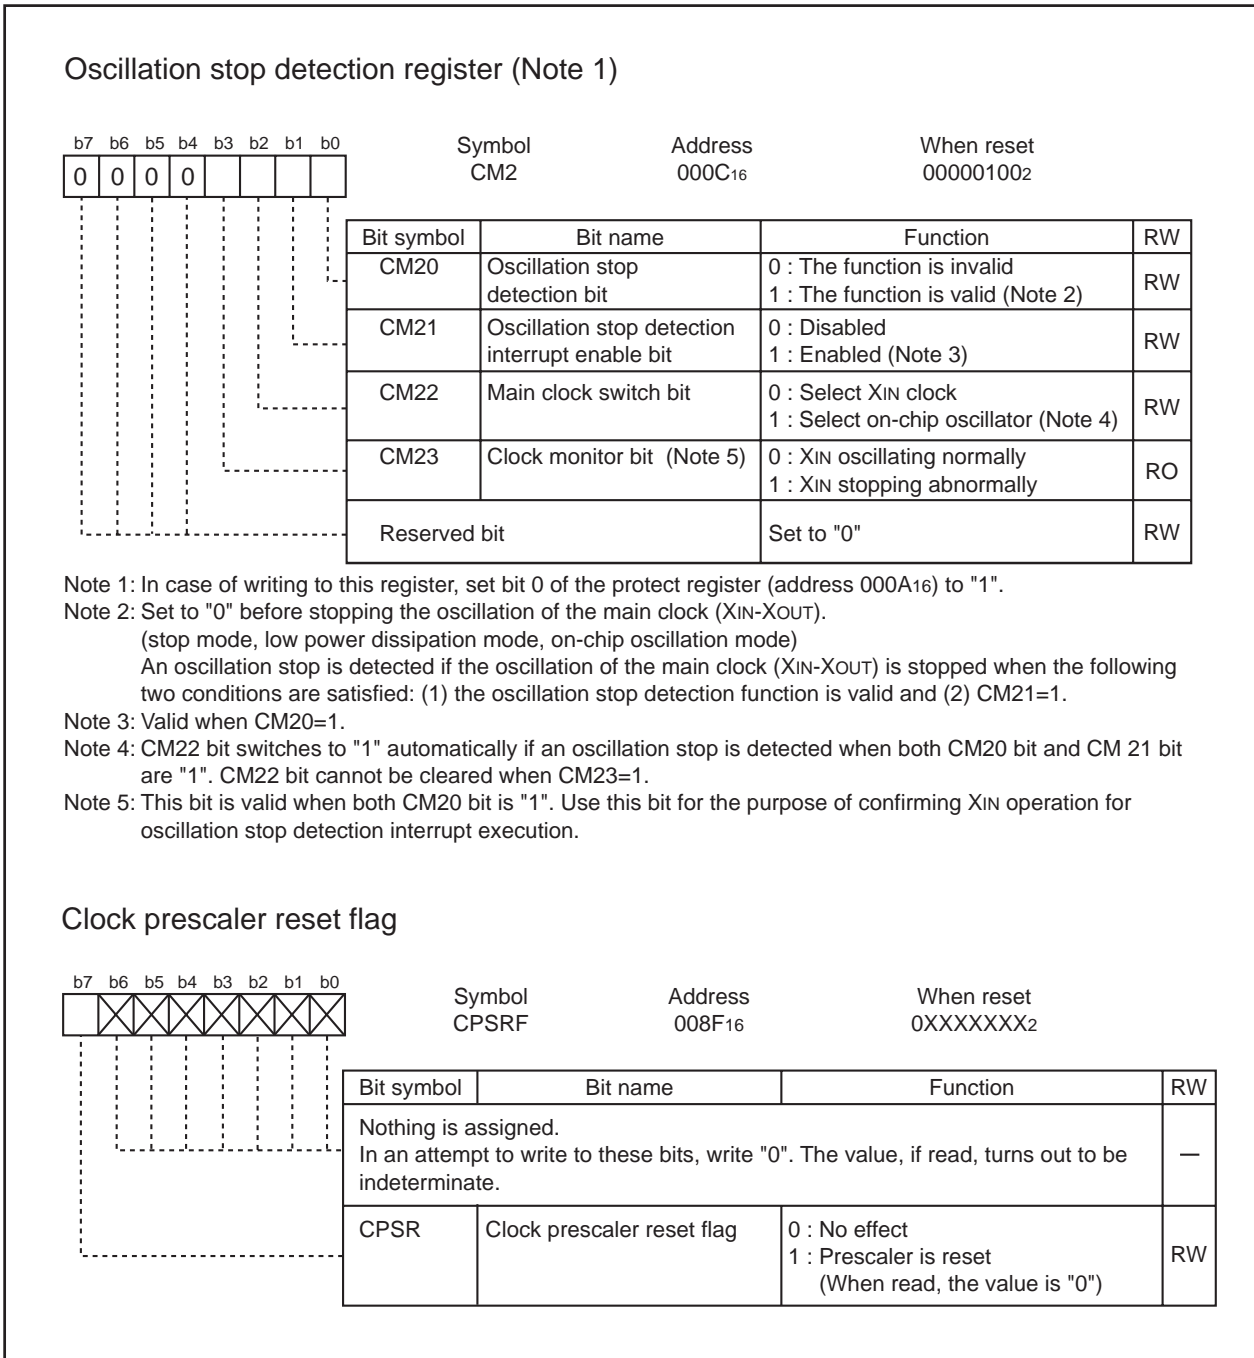 Oscillation stop detection register (Note 1)
b7 b6 b5 b4 b3 b2 b1 b0
Symbol Address When reset
0 0 0 0
CM2 000C16 000001002
Bit symbol Bit name Function RW
CM20 Oscillation stop 0 : The function is invalid
detection bit 1 : The function is valid (Note 2) RW
CM21 Oscillation stop detection 0 : Disabled
interrupt enable bit 1 : Enabled (Note 3) RW
CM22 Main clock switch bit 0 : Select XIN clock
1 : Select on-chip oscillator (Note 4) RW
CM23 Clock monitor bit (Note 5) 0 : XIN oscillating normally
1 : XIN stopping abnormally RO
Reserved bit Set to "0" RW
Note 1: In case of writing to this register, set bit 0 of the protect register (address 000A16) to "1".
Note 2: Set to "0" before stopping the oscillation of the main clock (XIN-XOUT).
(stop mode, low power dissipation mode, on-chip oscillation mode)
An oscillation stop is detected if the oscillation of the main clock (XIN-XOUT) is stopped when the following
two conditions are satisfied: (1) the oscillation stop detection function is valid and (2) CM21=1.
Note 3: Valid when CM20=1.
Note 4: CM22 bit switches to "1" automatically if an oscillation stop is detected when both CM20 bit and CM 21 bit
are "1". CM22 bit cannot be cleared when CM23=1.
Note 5: This bit is valid when both CM20 bit is "1". Use this bit for the purpose of confirming XIN operation for
oscillation stop detection interrupt execution.
Clock prescaler reset flag
b7 b6 b5 b4 b3 b2 b1 b0
Symbol Address When reset
CPSRF 008F16 0XXXXXXX2
Bit symbol Bit name Function RW
Nothing is assigned.
In an attempt to write to these bits, write "0". The value, if read, turns out to be —
indeterminate.
CPSR Clock prescaler reset flag 0 : No effect
1 : Prescaler is reset RW
(When read, the value is "0")